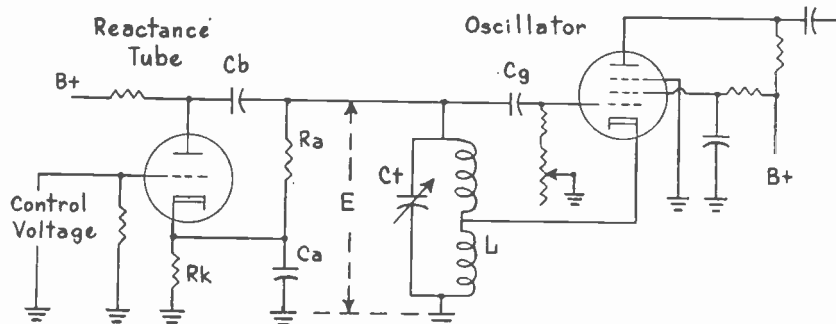 Reactance
Tube
Oscillator
B+
Cb
Cg
Ra
Ct
E
B+
Control
Voltage
L
Ca
Rk